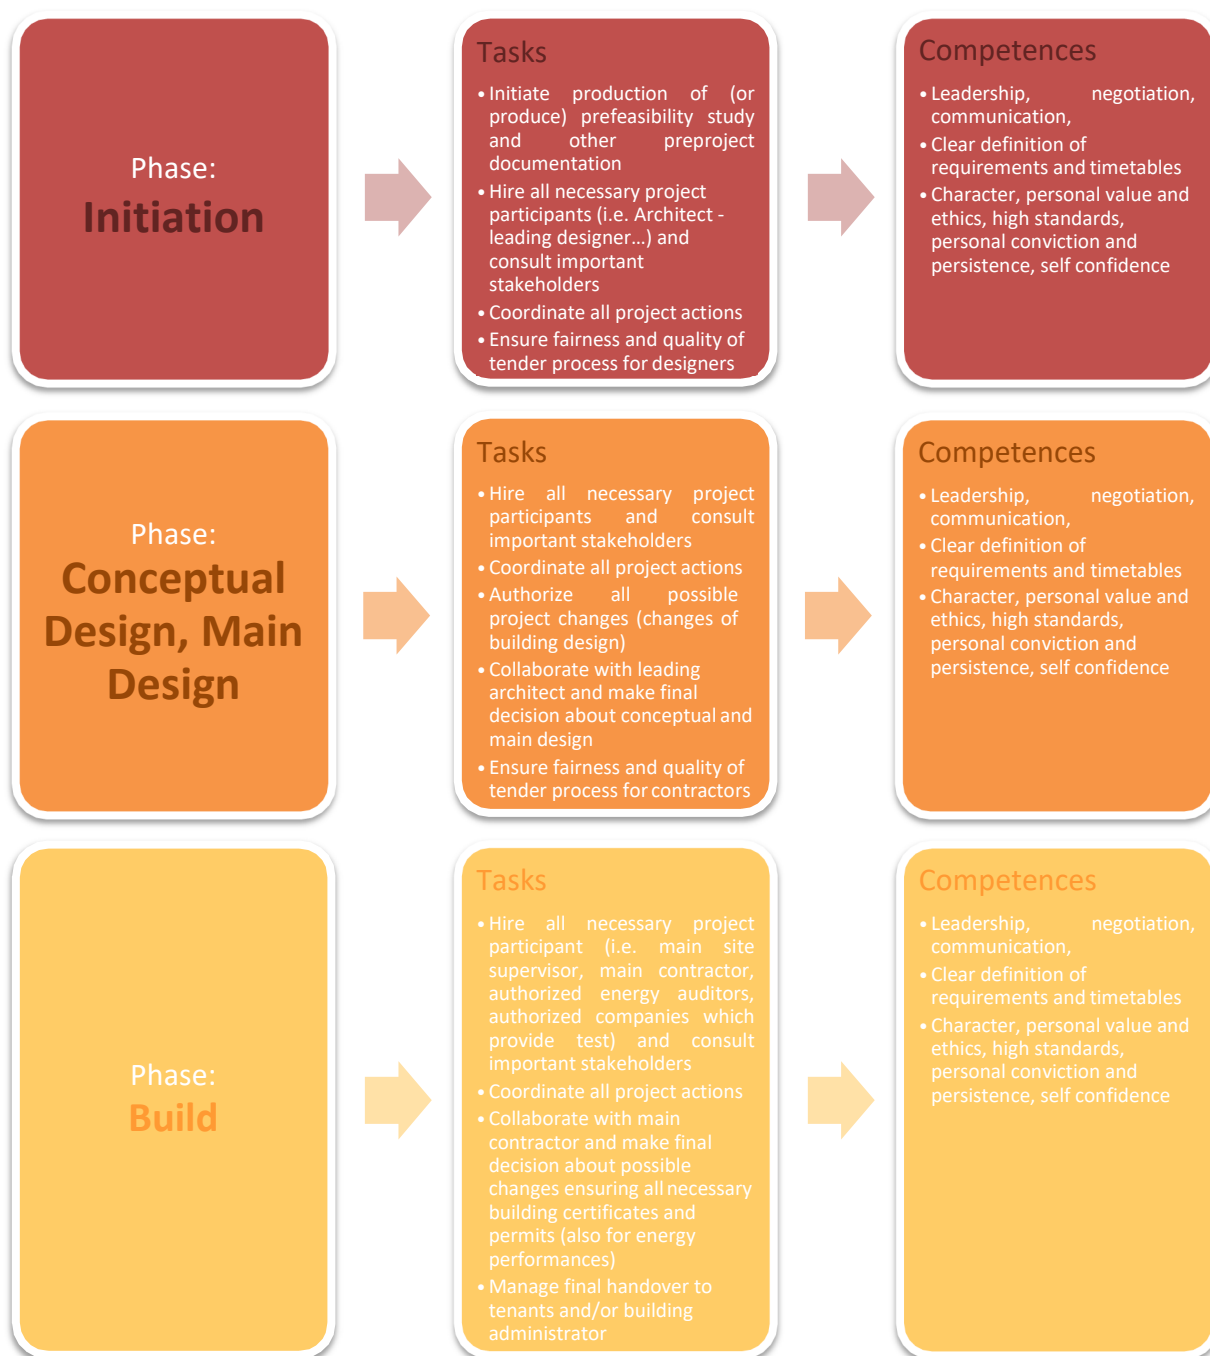 Phase:
Initiation
Tasks
• Initiate production of (or
produce) prefeasibility study
and other preproject
documentation
• Hire all necessary project
participants (i.e. Architect -
leading designer…) and
consult important
stakeholders
• Coordinate all project actions
• Ensure fairness and quality of
tender process for designers
Competences
• Leadership, negotiation,
communication,
• Clear definition of
requirements and timetables
• Character, personal value and
ethics, high standards,
personal conviction and
persistence, self confidence
Phase:
Conceptual
Design, Main
Design
Tasks
• Hire all necessary project
participants and consult
important stakeholders
• Coordinate all project actions
• Authorize all possible
project changes (changes of
building design)
• Collaborate with leading
architect and make final
decision about conceptual and
main design
• Ensure fairness and quality of
tender process for contractors
Competences
• Leadership, negotiation,
communication,
• Clear definition of
requirements and timetables
• Character, personal value and
ethics, high standards,
personal conviction and
persistence, self confidence
Phase:
Build
Tasks
• Hire all necessary project
participant (i.e. main site
supervisor, main contractor,
authorized energy auditors,
authorized companies which
provide test) and consult
important stakeholders
• Coordinate all project actions
• Collaborate with main
contractor and make final
decision about possible
changes ensuring all necessary
building certificates and
permits (also for energy
performances)
• Manage final handover to
tenants and/or building
administrator
Competences
• Leadership, negotiation,
communication,
• Clear definition of
requirements and timetables
• Character, personal value and
ethics, high standards,
personal conviction and
persistence, self confidence